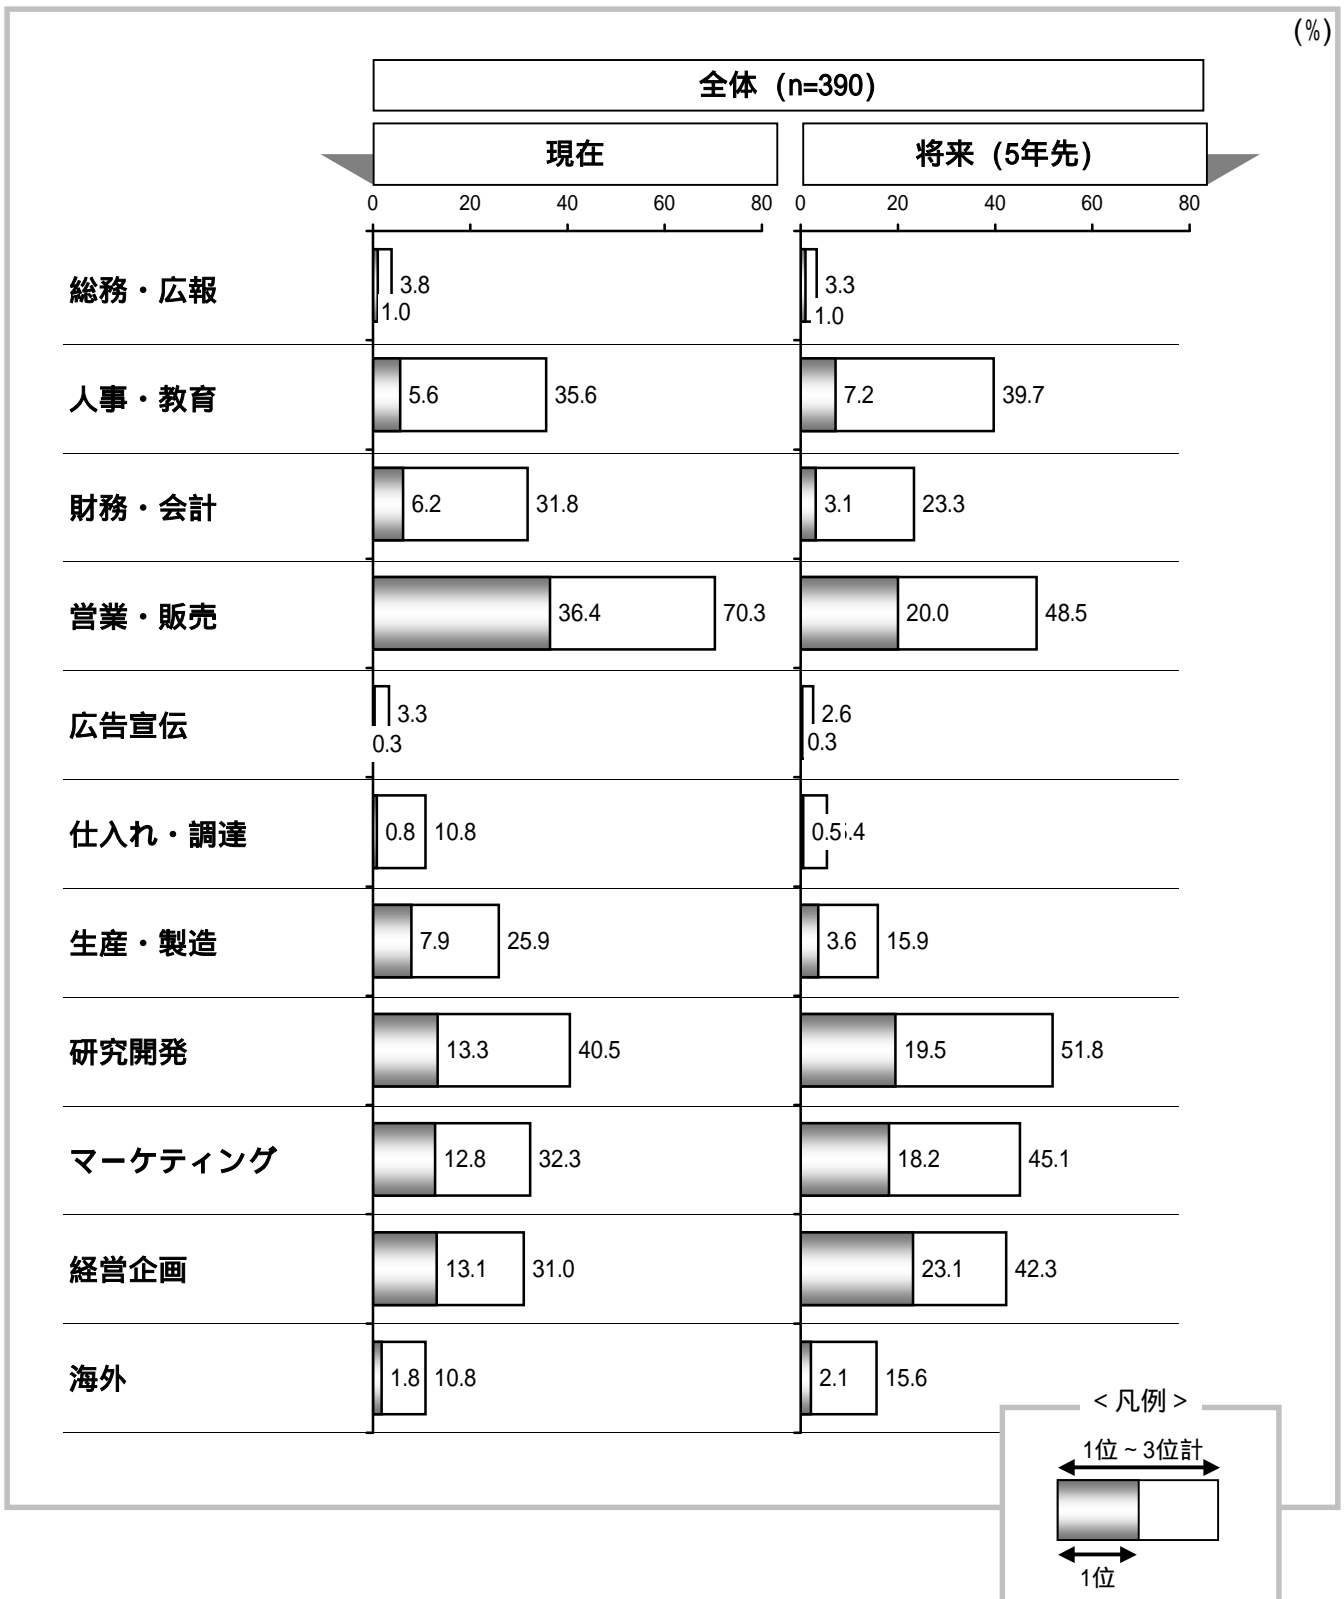 (%)
全体 (n=390)
現在 将来 (5年先)
0 20 40 60 80 0 20 40 60 80
総務・広報 3.8 3.3
1.0 1.0
人事・教育 5.6 35.6 7.2 39.7
財務・会計 6.2 31.8 3.1 23.3
営業・販売 36.4 70.3 20.0 48.5
広告宣伝 3.3 2.6
0.3 0.3
仕入れ・調達 0.8 10.8 0.5 .4
生産・製造 7.9 25.9 3.6 15.9
研究開発 13.3 40.5 19.5 51.8
マーケティング 12.8 32.3 18.2 45.1
経営企画 13.1 31.0 23.1 42.3
海外 1.8 10.8 2.1 15.6
<凡例>
1位~3位計
1位